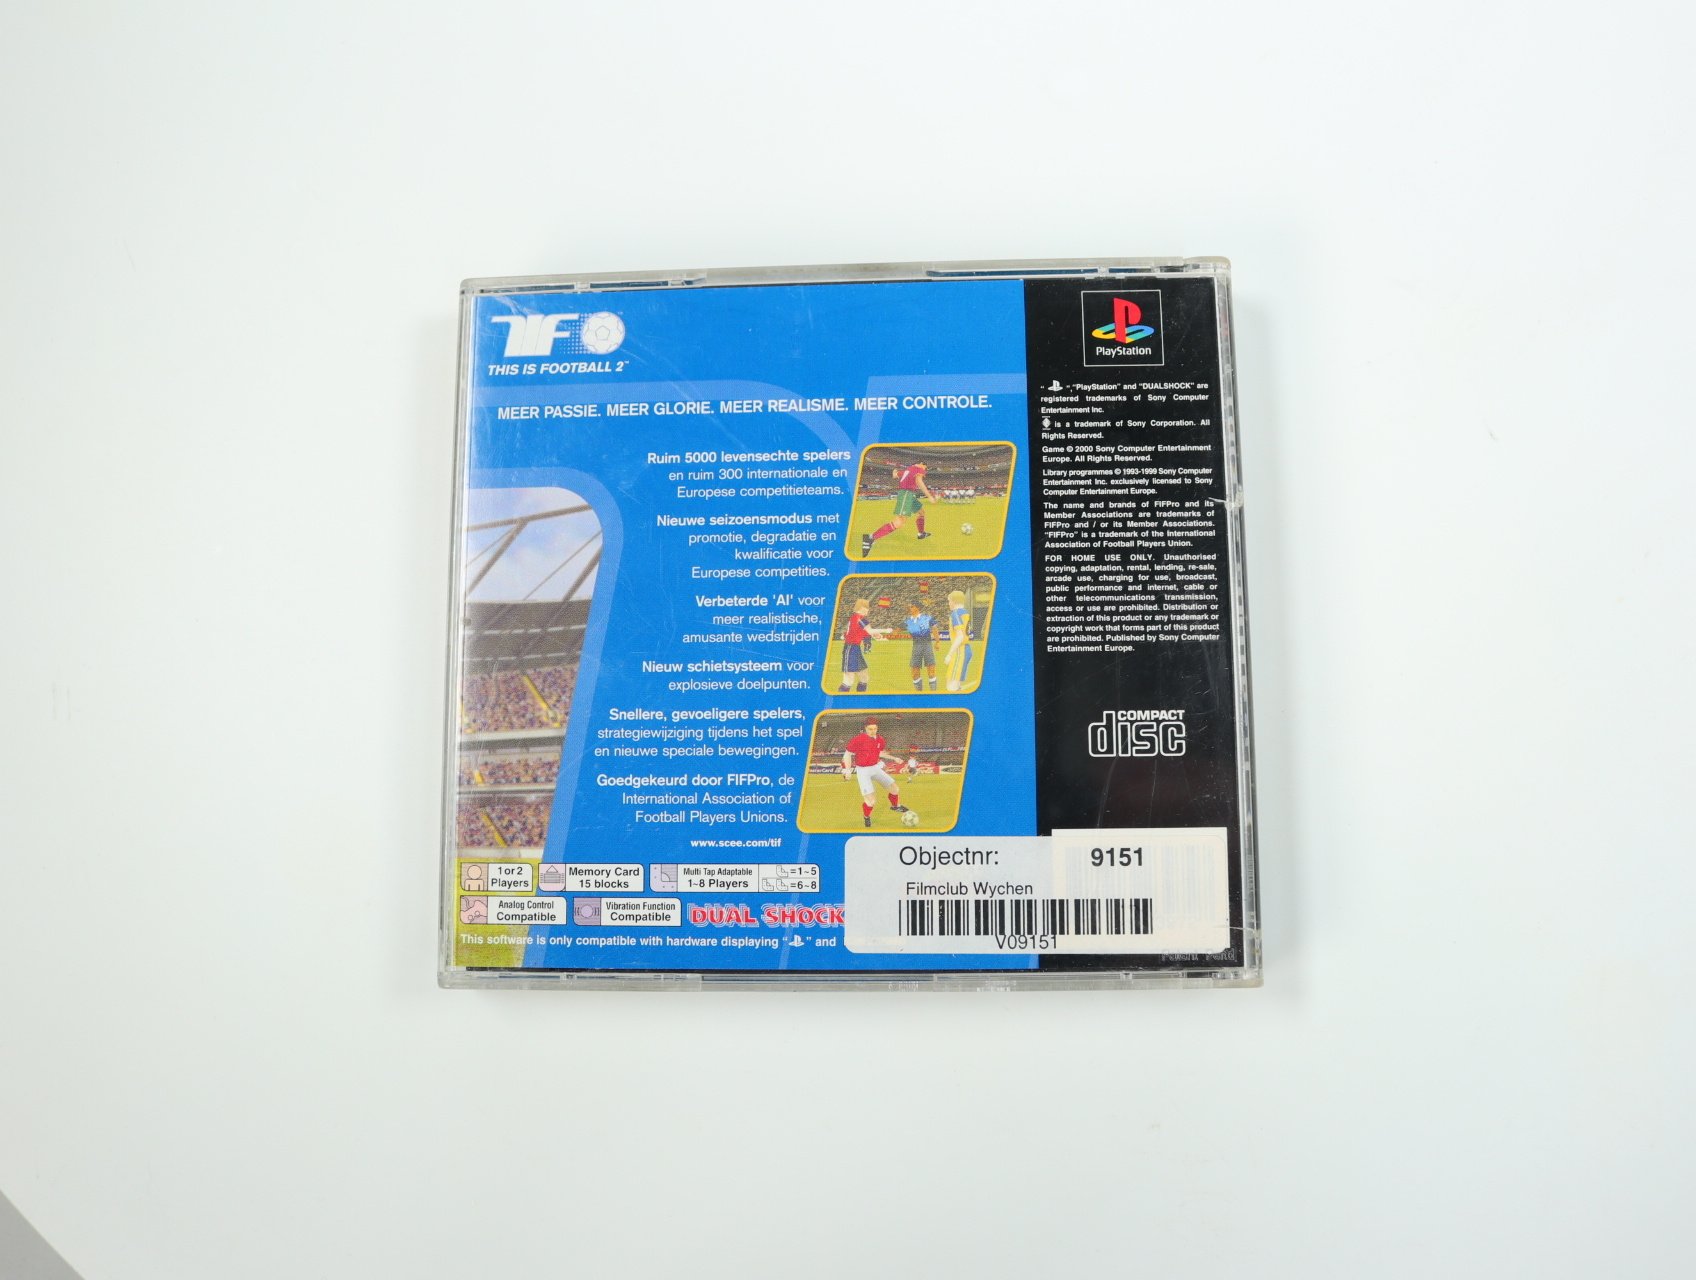 TIF
THIS IS FOOTBALL 2™
MEER PASSIE. MEER GLORIE. MEER REALISME. MEER CONTROLE.
Ruim 5000 levensechte spelers
en ruim 300 internationale en
Europese competitieteams.
Nieuwe seizoensmodus met
promotie, degradatie en
kwalificatie voor
Europese competities.
Verbeterde 'AI' voor
meer realistische,
amusante wedstrijden
Nieuw schietsysteem voor
explosieve doelpunten.
Snellere, gevoeligere spelers,
strategiewijziging tijdens het spel
en nieuwe speciale bewegingen.
Goedgekeurd door FIFPro, de
International Association of
Football Players Unions.
www.scee.com/tif
1 or 2
Players
Memory Card
15 blocks
Multi Tap Adaptable
1~8 Players
=1~5
=6~8
Analog Control
Compatible
Vibration Function
Compatible
DUAL SHOCK
This software is only compatible with hardware displaying " " and
PlayStation
" ", "PlayStation" and "DUALSHOCK" are
registered trademarks of Sony Computer
Entertainment Inc.
is a trademark of Sony Corporation. All
Rights Reserved.
Game © 2000 Sony Computer Entertainment
Europe. All Rights Reserved.
Library programmes © 1993-1999 Sony Computer
Entertainment Inc. exclusively licensed to Sony
Computer Entertainment Europe.
The name and brands of FIFPro and its
Member Associations are trademarks of
FIFPro and / or its Member Associations.
"FIFPro" is a trademark of the International
Association of Football Players Union.
FOR HOME USE ONLY. Unauthorised
copying, adaptation, rental, lending, re-sale,
arcade use, charging for use, broadcast,
public performance and internet, cable or
other telecommunications transmission,
access or use are prohibited. Distribution or
extraction of this product or any trademark or
copyright work that forms part of this product
are prohibited. Published by Sony Computer
Entertainment Europe.
COMPACT
disc
Objectnr: 9151
Filmclub Wychen
V09151